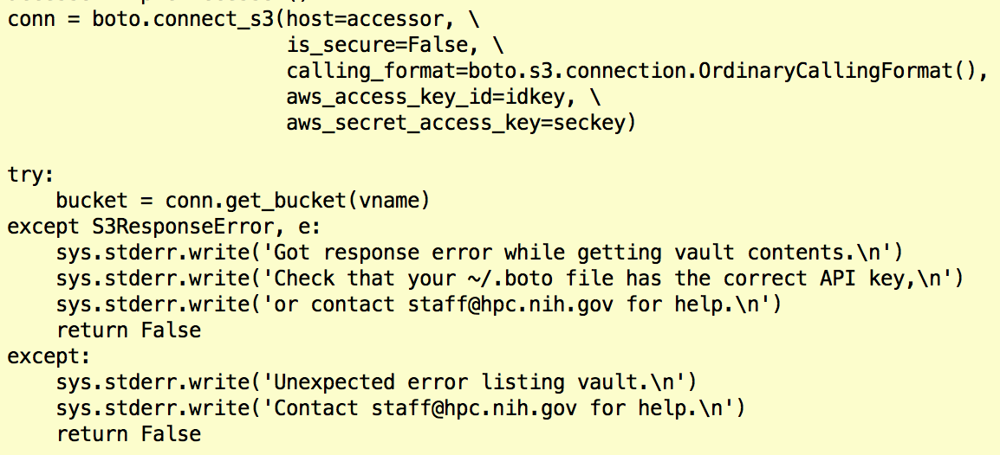 conn = boto.connect_s3(host=accessor, \
                       is_secure=False, \
                       calling_format=boto.s3.connection.OrdinaryCallingFormat(),
                       aws_access_key_id=idkey, \
                       aws_secret_access_key=seckey)

try:
    bucket = conn.get_bucket(vname)
except S3ResponseError, e:
    sys.stderr.write('Got response error while getting vault contents.\n')
    sys.stderr.write('Check that your ~/.boto file has the correct API key,\n')
    sys.stderr.write('or contact staff@hpc.nih.gov for help.\n')
    return False
except:
    sys.stderr.write('Unexpected error listing vault.\n')
    sys.stderr.write('Contact staff@hpc.nih.gov for help.\n')
    return False